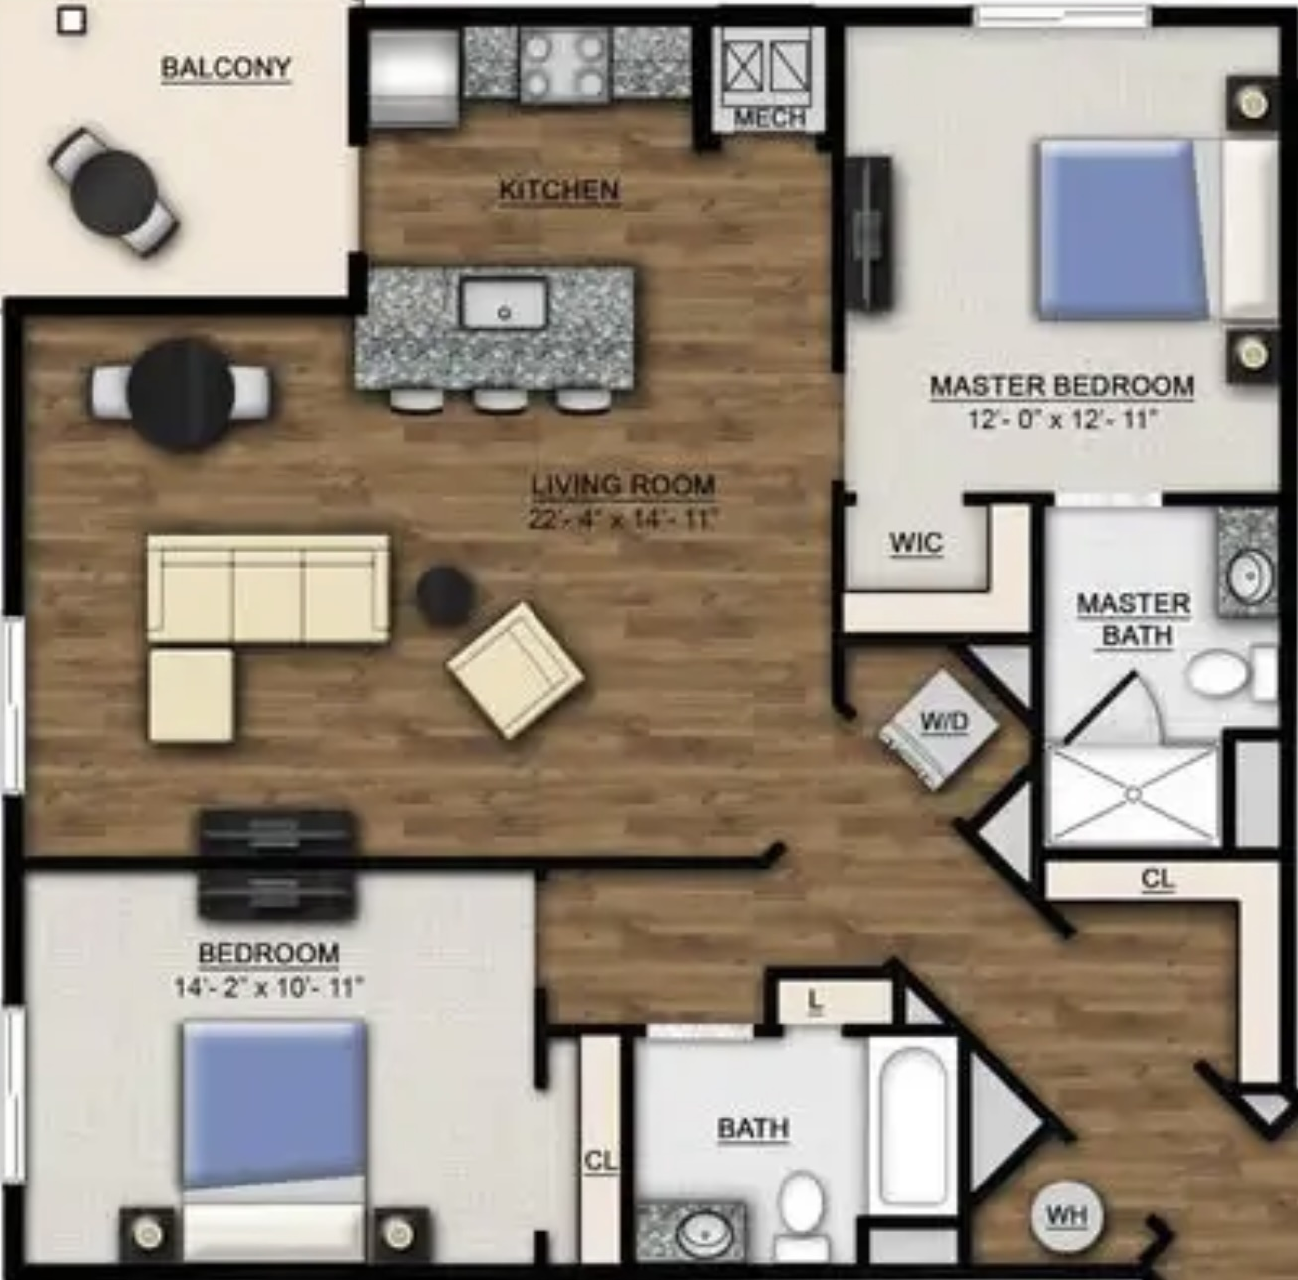 BALCONY
MECH
KITCHEN
MASTER BEDROOM
12'- 0" x 12'- 11"
LIVING ROOM
22'- 4" x 14'- 11"
WIC
MASTER
BATH
W/D
CL
BEDROOM
14'- 2" x 10'- 11"
L
BATH
CL
WH